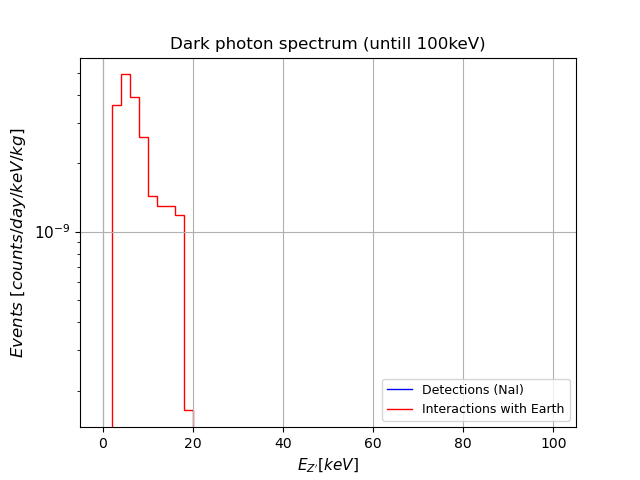 Dark photon spectrum (untill 100keV)
Events [counts/day/keV/kg]
10⁻⁹
0 20 40 60 80 100
E_{Z'}[keV]
Detections (NaI)
Interactions with Earth